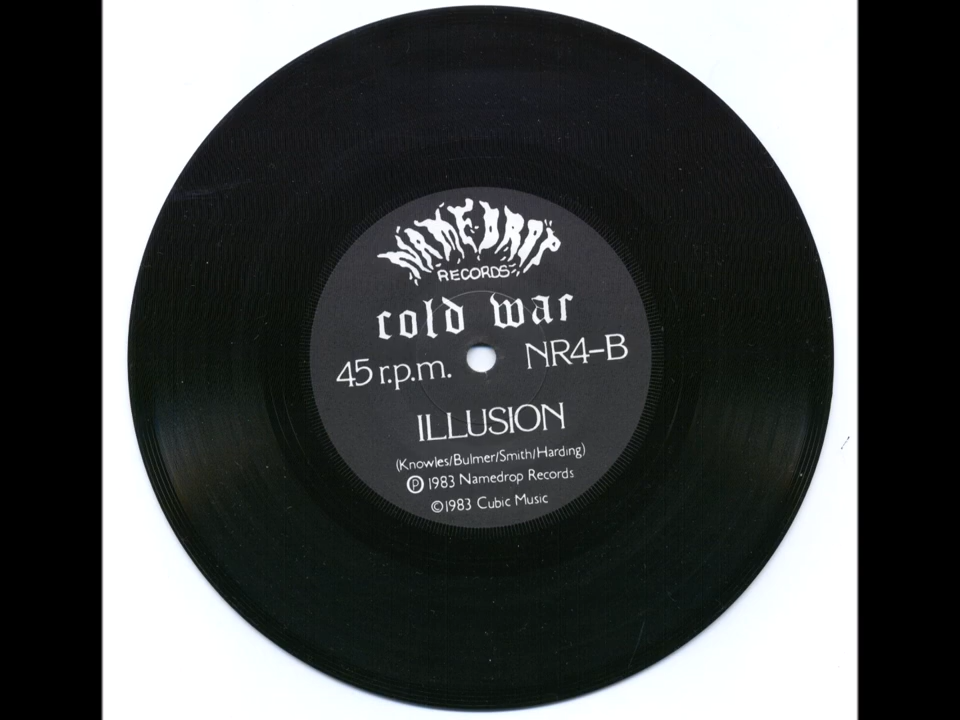 NAMEDROP
RECORDS
cold war
45 r.p.m. NR4-B
ILLUSION
(Knowles/Bulmer/Smith/Harding)
℗ 1983 Namedrop Records
©1983 Cubic Music